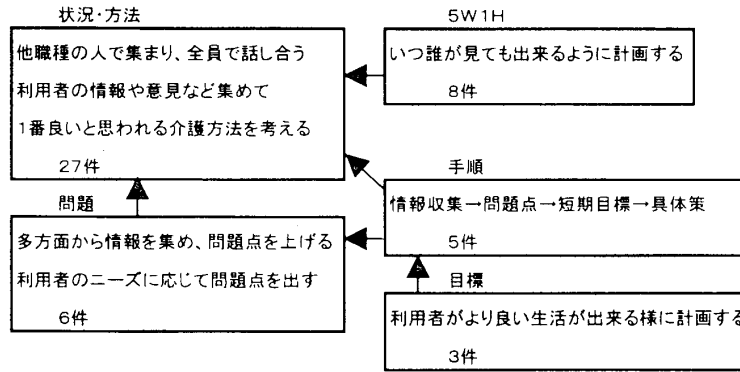 状況・方法
他職種の人で集まり、全員で話し合う
利用者の情報や意見など集めて
1番良いと思われる介護方法を考える
27件
5W1H
いつ誰が見ても出来るように計画する
8件
手順
情報収集→問題点→短期目標→具体策
5件
問題
多方面から情報を集め、問題点を上げる
利用者のニーズに応じて問題点を出す
6件
目標
利用者がより良い生活が出来る様に計画する
3件